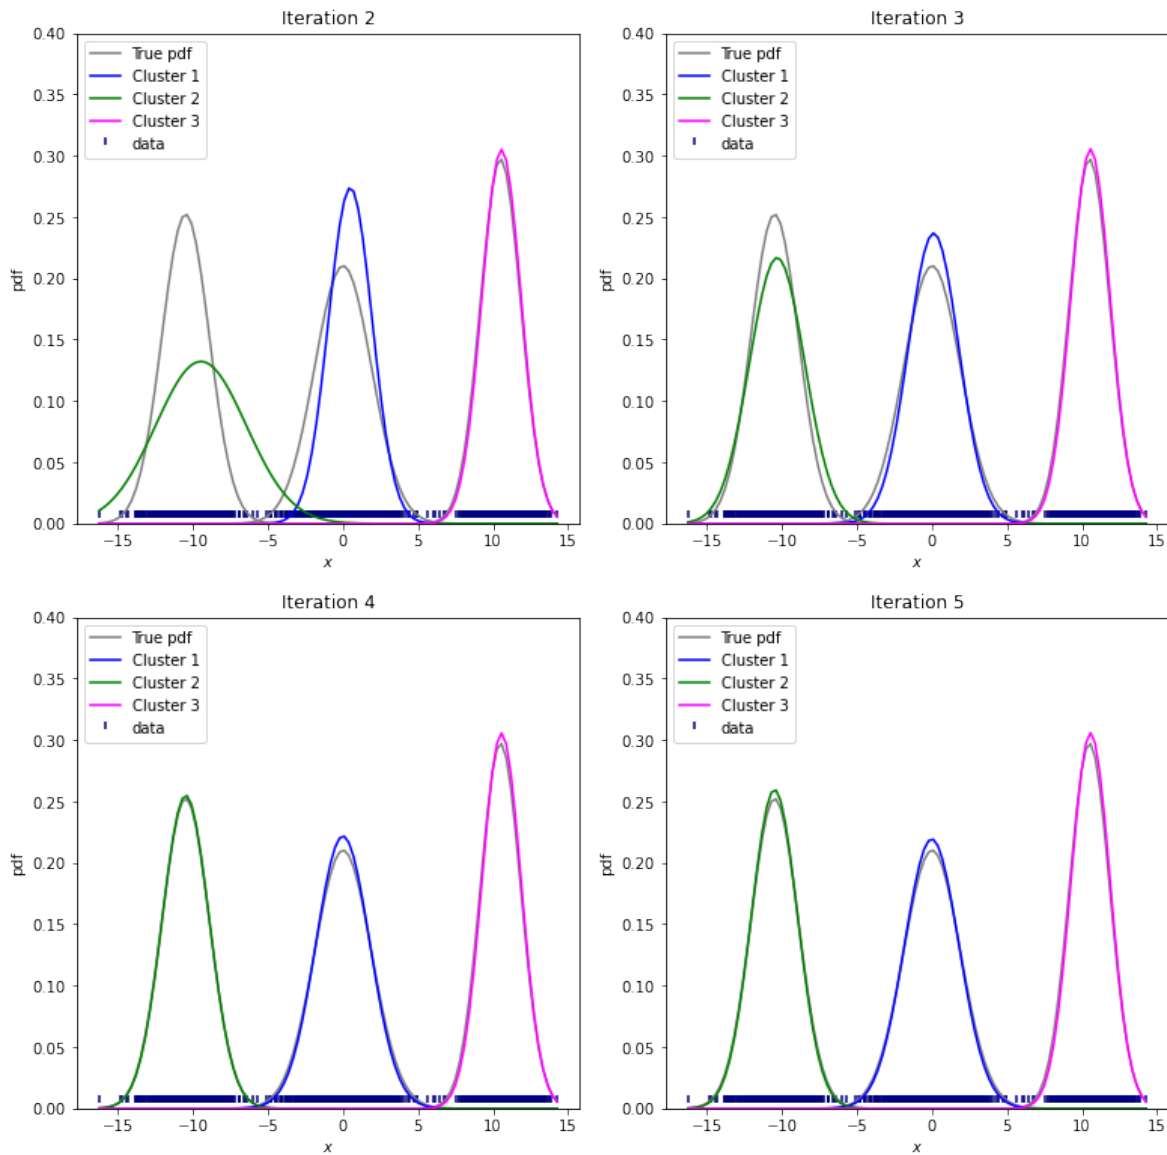 Iteration 2
0.40
0.35
0.30
0.25
0.20
0.15
0.10
0.05
0.00
pdf
True pdf
Cluster 1
Cluster 2
Cluster 3
data
−15 −10 −5 0 5 10 15
x
Iteration 3
0.40
0.35
0.30
0.25
0.20
0.15
0.10
0.05
0.00
pdf
True pdf
Cluster 1
Cluster 2
Cluster 3
data
−15 −10 −5 0 5 10 15
x
Iteration 4
0.40
0.35
0.30
0.25
0.20
0.15
0.10
0.05
0.00
pdf
True pdf
Cluster 1
Cluster 2
Cluster 3
data
−15 −10 −5 0 5 10 15
x
Iteration 5
0.40
0.35
0.30
0.25
0.20
0.15
0.10
0.05
0.00
pdf
True pdf
Cluster 1
Cluster 2
Cluster 3
data
−15 −10 −5 0 5 10 15
x